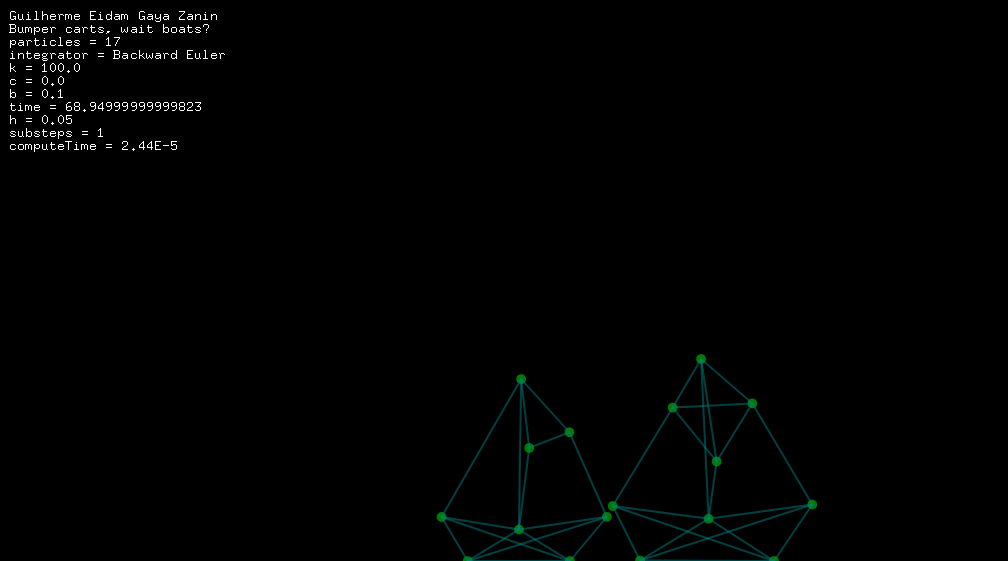 Guilherme Eidam Gaya Zanin
Bumper carts, wait boats?
particles = 17
integrator = Backward Euler
k = 100.0
c = 0.0
b = 0.1
time = 68.94999999999823
h = 0.05
substeps = 1
computeTime = 2.44E-5